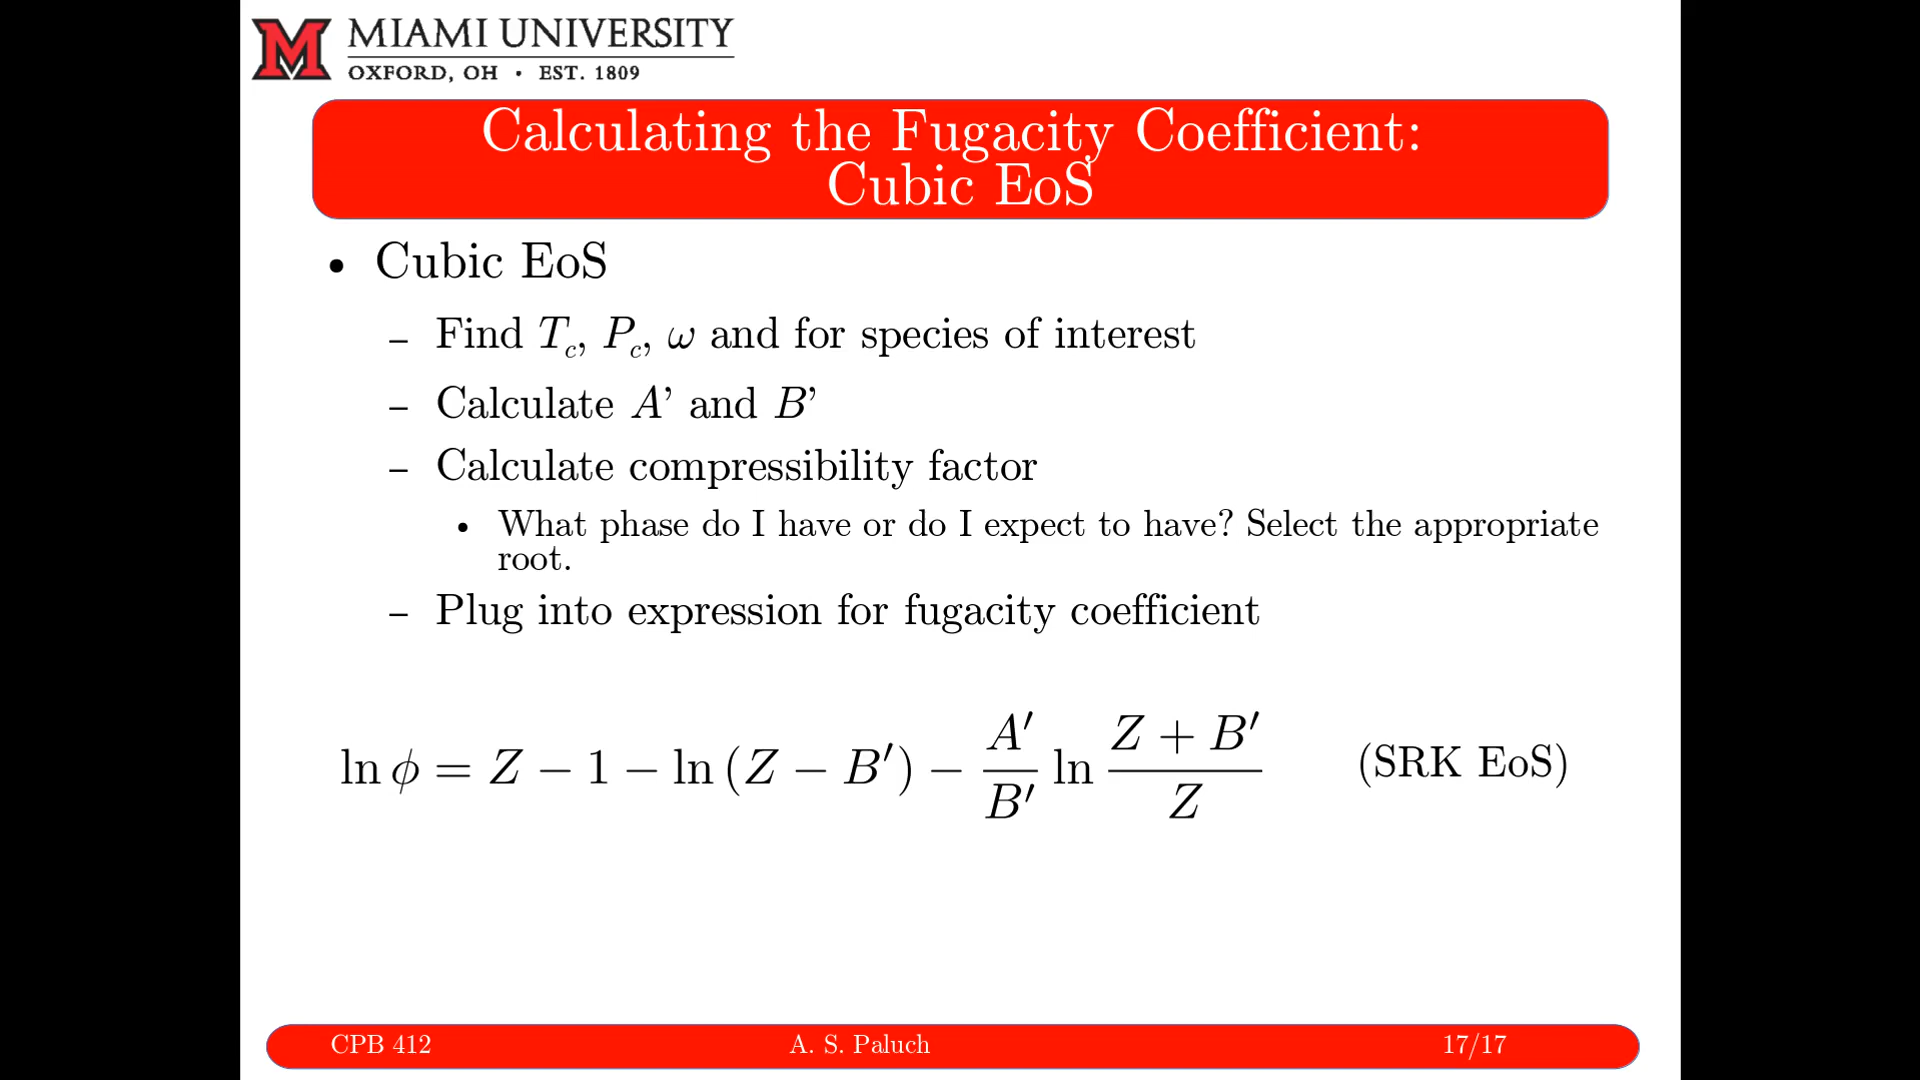 MIAMI UNIVERSITY
OXFORD, OH • EST. 1809
Calculating the Fugacity Coefficient:
Cubic EoS
• Cubic EoS
– Find T_c, P_c, ω and for species of interest
– Calculate A’ and B’
– Calculate compressibility factor
• What phase do I have or do I expect to have? Select the appropriate
root.
– Plug into expression for fugacity coefficient
ln ϕ = Z − 1 − ln (Z − B′) − A′/B′ ln (Z + B′)/Z (SRK EoS)
CPB 412 A. S. Paluch 17/17